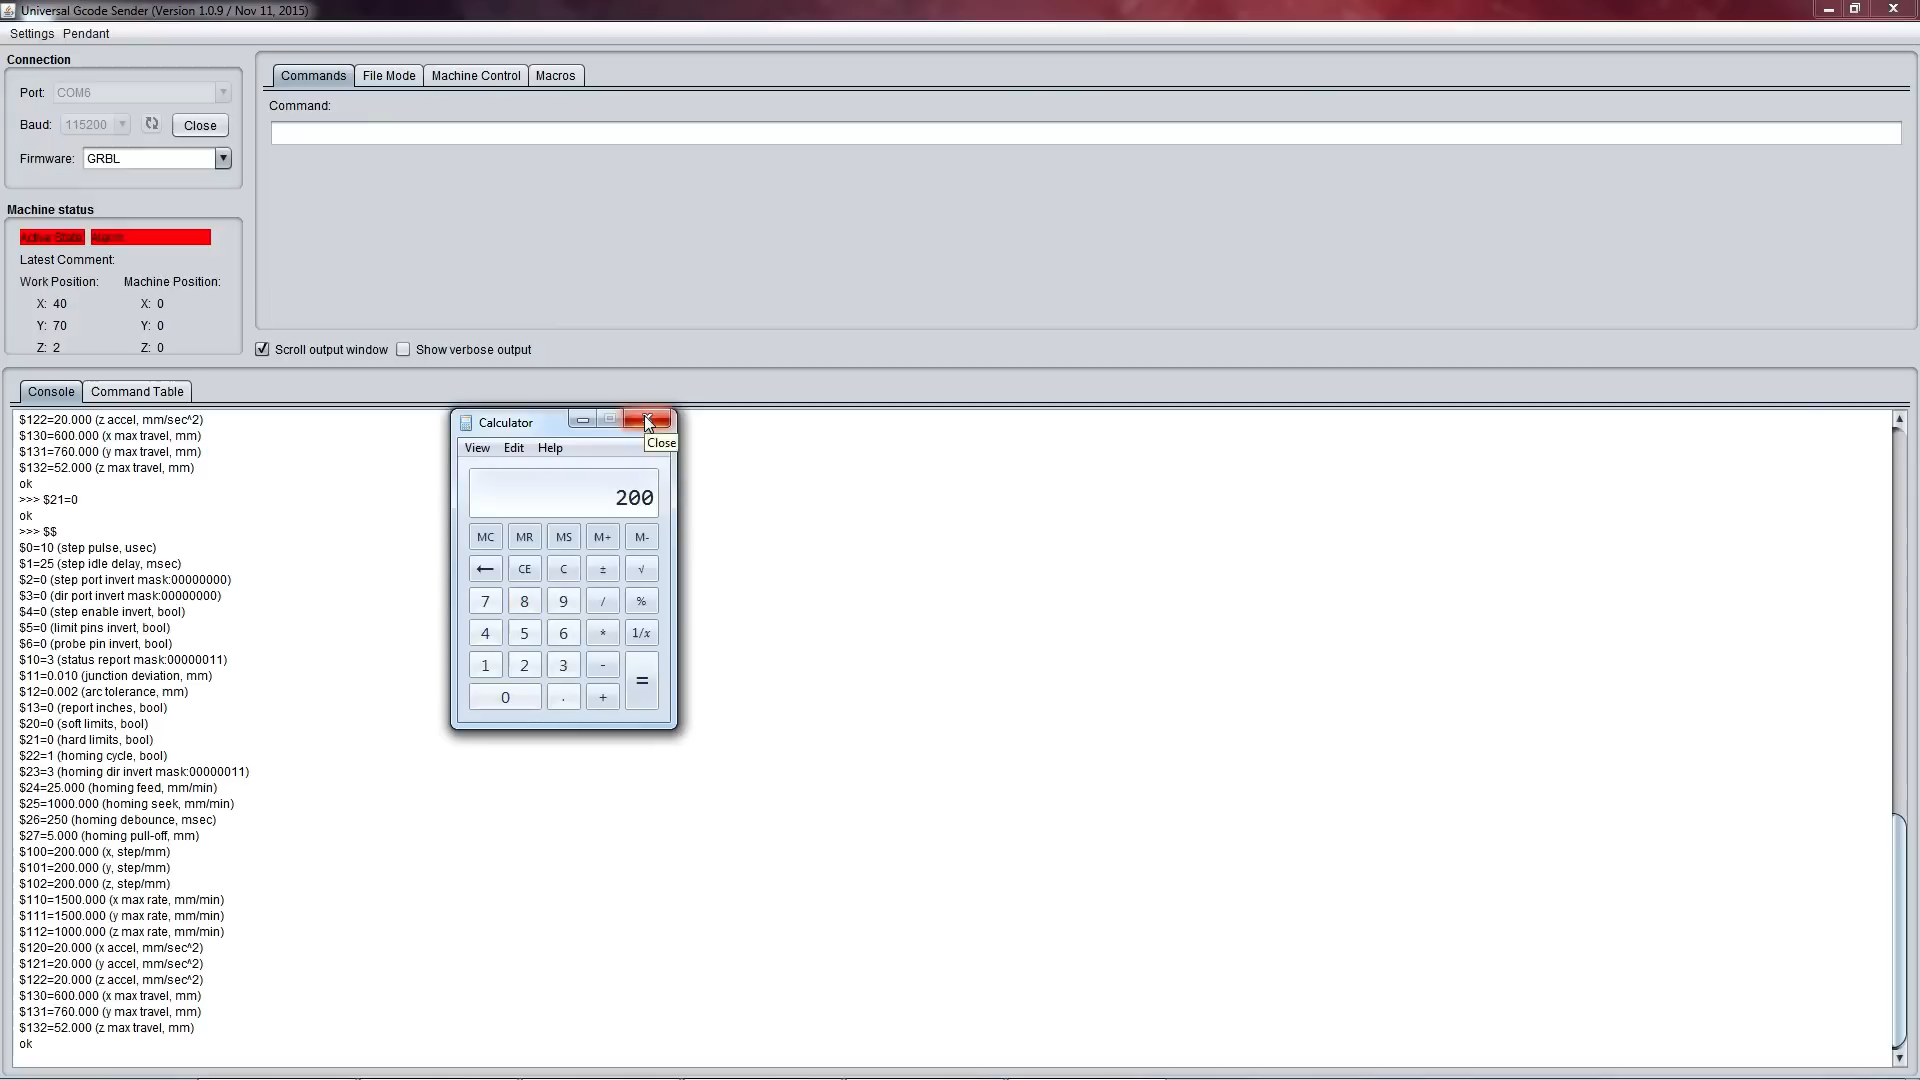 Universal Gcode Sender (Version 1.0.9 / Nov 11, 2015)
Settings Pendant
Connection
Port: COM6
Baud: 115200 Close
Firmware: GRBL
Machine status
Active State: Alarm
Latest Comment:
Work Position: Machine Position:
X: 40 X: 0
Y: 70 Y: 0
Z: 2 Z: 0
Commands File Mode Machine Control Macros
Command:
Scroll output window Show verbose output
Console Command Table
$122=20.000 (z accel, mm/sec^2)
$130=600.000 (x max travel, mm)
$131=760.000 (y max travel, mm)
$132=52.000 (z max travel, mm)
ok
>>> $21=0
ok
>>> $$
$0=10 (step pulse, usec)
$1=25 (step idle delay, msec)
$2=0 (step port invert mask:00000000)
$3=0 (dir port invert mask:00000000)
$4=0 (step enable invert, bool)
$5=0 (limit pins invert, bool)
$6=0 (probe pin invert, bool)
$10=3 (status report mask:00000011)
$11=0.010 (junction deviation, mm)
$12=0.002 (arc tolerance, mm)
$13=0 (report inches, bool)
$20=0 (soft limits, bool)
$21=0 (hard limits, bool)
$22=1 (homing cycle, bool)
$23=3 (homing dir invert mask:00000011)
$24=25.000 (homing feed, mm/min)
$25=1000.000 (homing seek, mm/min)
$26=250 (homing debounce, msec)
$27=5.000 (homing pull-off, mm)
$100=200.000 (x, step/mm)
$101=200.000 (y, step/mm)
$102=200.000 (z, step/mm)
$110=1500.000 (x max rate, mm/min)
$111=1500.000 (y max rate, mm/min)
$112=1000.000 (z max rate, mm/min)
$120=20.000 (x accel, mm/sec^2)
$121=20.000 (y accel, mm/sec^2)
$122=20.000 (z accel, mm/sec^2)
$130=600.000 (x max travel, mm)
$131=760.000 (y max travel, mm)
$132=52.000 (z max travel, mm)
ok
Calculator
Close
View Edit Help
200
MC MR MS M+ M-
← CE C ± √
7 8 9 / %
4 5 6 * 1/x
1 2 3 - =
0 . +